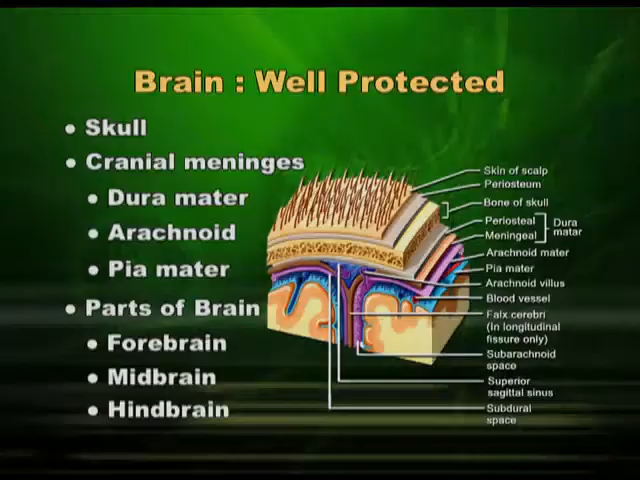 Brain : Well Protected
● Skull
● Cranial meninges
● Dura mater
● Arachnoid
● Pia mater
● Parts of Brain
● Forebrain
● Midbrain
● Hindbrain
Skin of scalp
Periosteum
Bone of skull
Periosteal
Meningeal
Dura
matar
Arachnoid mater
Pia mater
Arachnoid villus
Blood vessel
Falx cerebri
(in longitudinal
fissure only)
Subarachnoid
space
Superior
sagittal sinus
Subdural
space